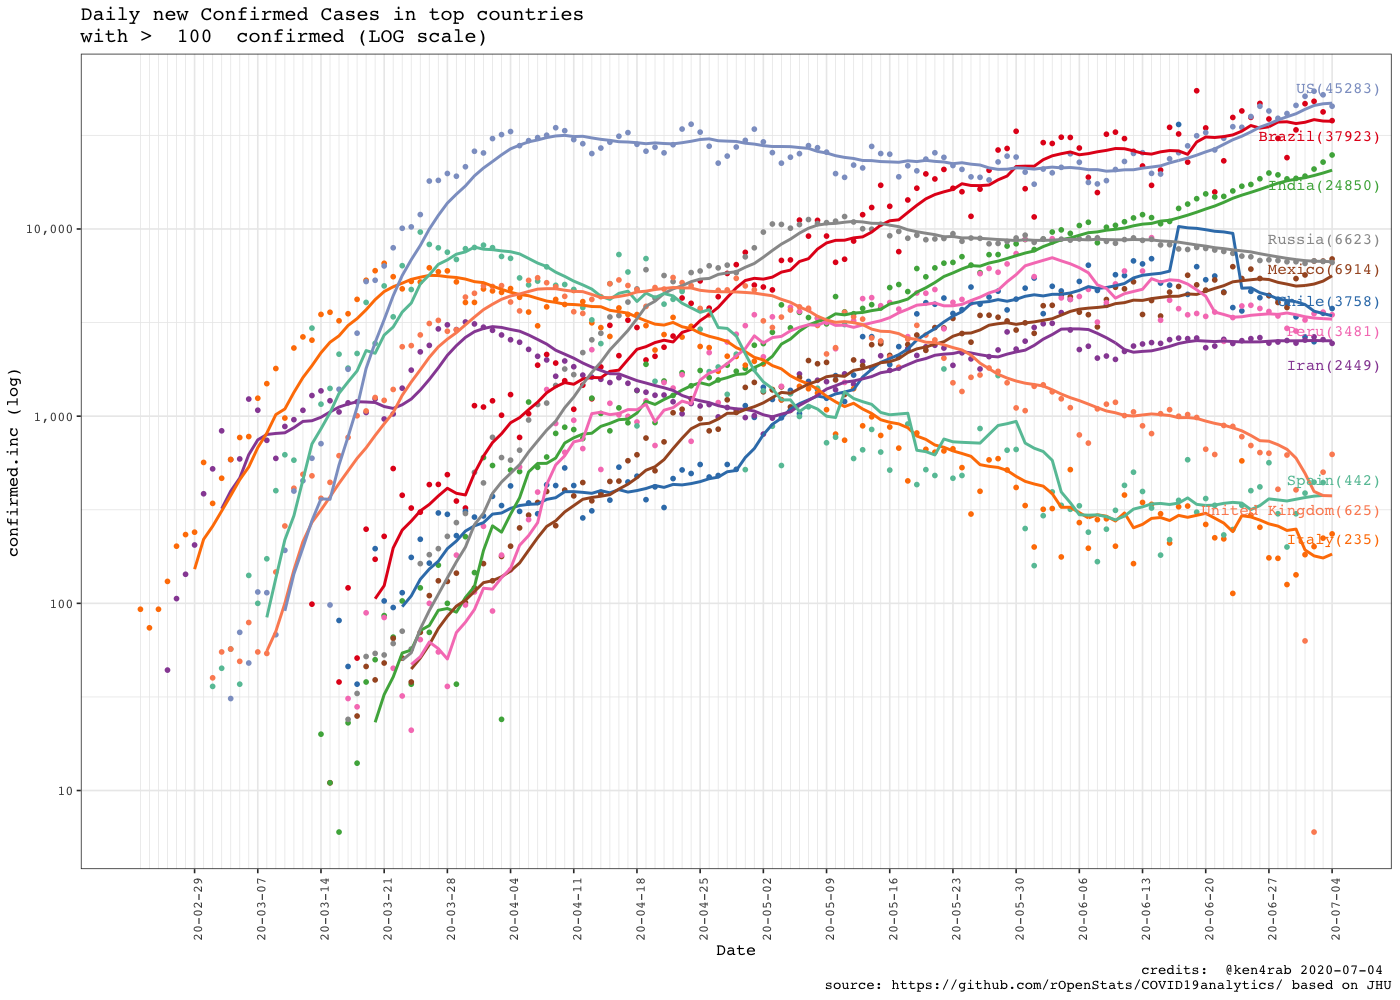 Daily new Confirmed Cases in top countries
with >  100  confirmed (LOG scale)
confirmed.inc (log)
10,000
1,000
100
10
US(45283)
Brazil(37923)
India(24850)
Russia(6623)
Mexico(6914)
Chile(3758)
Peru(3481)
Iran(2449)
Spain(442)
United Kingdom(625)
Italy(235)
20-02-29
20-03-07
20-03-14
20-03-21
20-03-28
20-04-04
20-04-11
20-04-18
20-04-25
20-05-02
20-05-09
20-05-16
20-05-23
20-05-30
20-06-06
20-06-13
20-06-20
20-06-27
20-07-04
Date
credits:  @ken4rab 2020-07-04
source: https://github.com/rOpenStats/COVID19analytics/ based on JHU